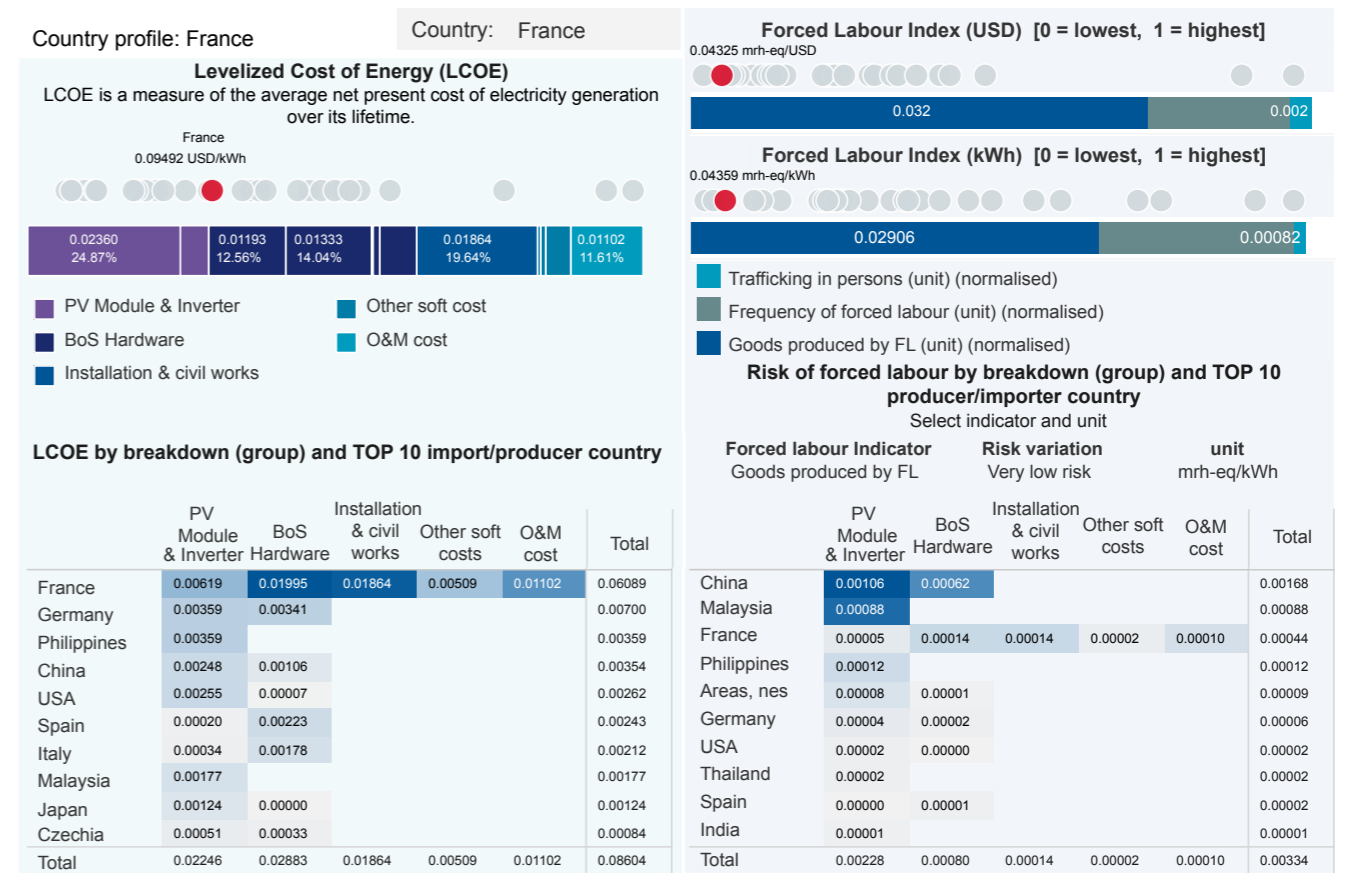 Country profile: France
Country: France
Levelized Cost of Energy (LCOE)
LCOE is a measure of the average net present cost of electricity generation
over its lifetime.
France
0.09492 USD/kWh
0.02360 0.01193 0.01333 0.01864 0.01102
24.87% 12.56% 14.04% 19.64% 11.61%
PV Module & Inverter Other soft cost
BoS Hardware O&M cost
Installation & civil works
LCOE by breakdown (group) and TOP 10 import/producer country
PV
Module
& Inverter
BoS
Hardware
Installation
& civil
works
Other soft
costs
O&M
cost
Total
France 0.00619 0.01995 0.01864 0.00509 0.01102 0.06089
Germany 0.00359 0.00341 0.00700
Philippines 0.00359 0.00359
China 0.00248 0.00106 0.00354
USA 0.00255 0.00007 0.00262
Spain 0.00020 0.00223 0.00243
Italy 0.00034 0.00178 0.00212
Malaysia 0.00177 0.00177
Japan 0.00124 0.00000 0.00124
Czechia 0.00051 0.00033 0.00084
Total 0.02246 0.02883 0.01864 0.00509 0.01102 0.08604
Forced Labour Index (USD) [0 = lowest, 1 = highest]
0.04325 mrh-eq/USD
0.032 0.002
Forced Labour Index (kWh) [0 = lowest, 1 = highest]
0.04359 mrh-eq/kWh
0.02906 0.00082
Trafficking in persons (unit) (normalised)
Frequency of forced labour (unit) (normalised)
Goods produced by FL (unit) (normalised)
Risk of forced labour by breakdown (group) and TOP 10
producer/importer country
Select indicator and unit
Forced labour Indicator Risk variation unit
Goods produced by FL Very low risk mrh-eq/kWh
PV
Module
& Inverter
BoS
Hardware
Installation
& civil
works
Other soft
costs
O&M
cost
Total
China 0.00106 0.00062 0.00168
Malaysia 0.00088 0.00088
France 0.00005 0.00014 0.00014 0.00002 0.00010 0.00044
Philippines 0.00012 0.00012
Areas, nes 0.00008 0.00001 0.00009
Germany 0.00004 0.00002 0.00006
USA 0.00002 0.00000 0.00002
Thailand 0.00002 0.00002
Spain 0.00000 0.00001 0.00002
India 0.00001 0.00001
Total 0.00228 0.00080 0.00014 0.00002 0.00010 0.00334